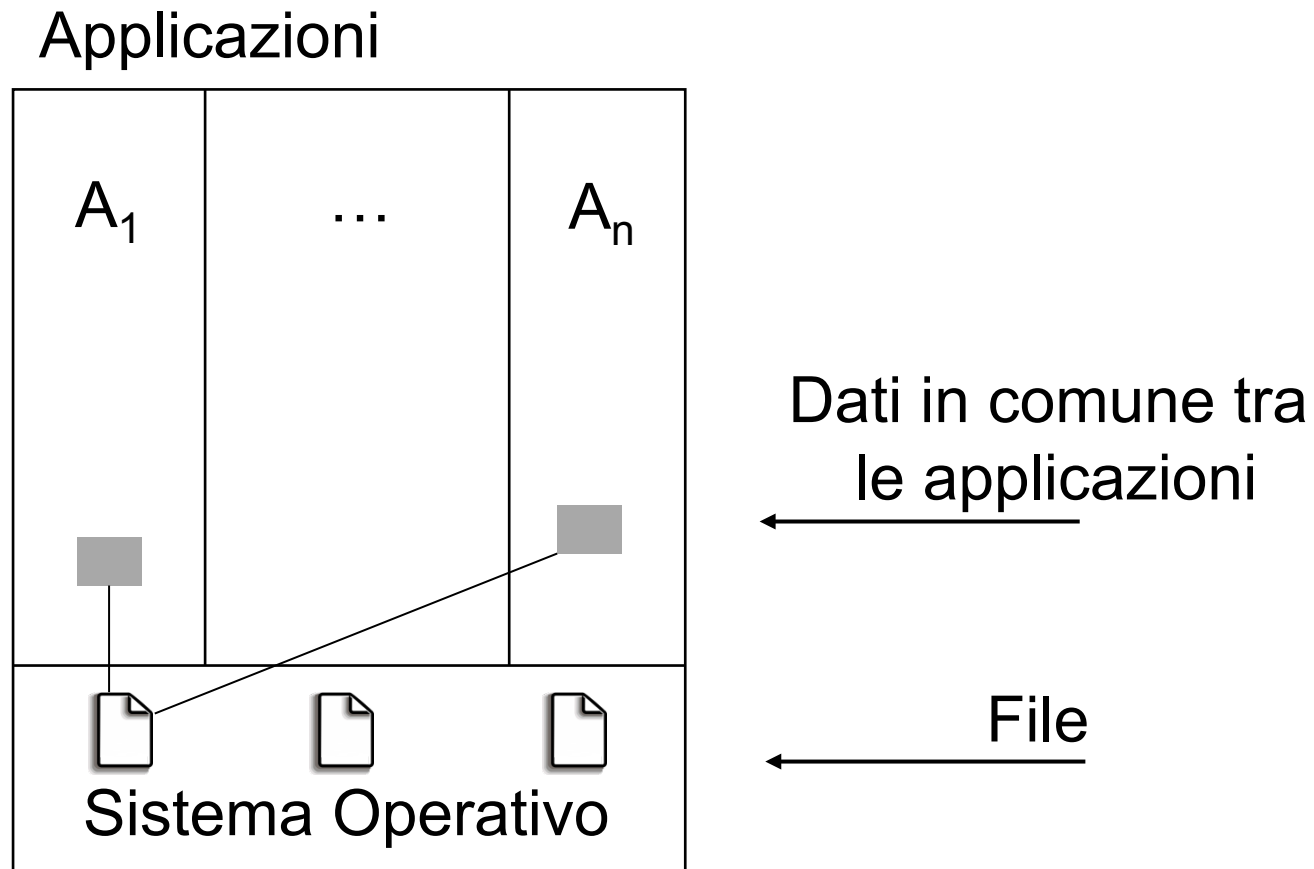 Applicazioni
A₁
…
Aₙ
Dati in comune tra
le applicazioni
File
Sistema Operativo